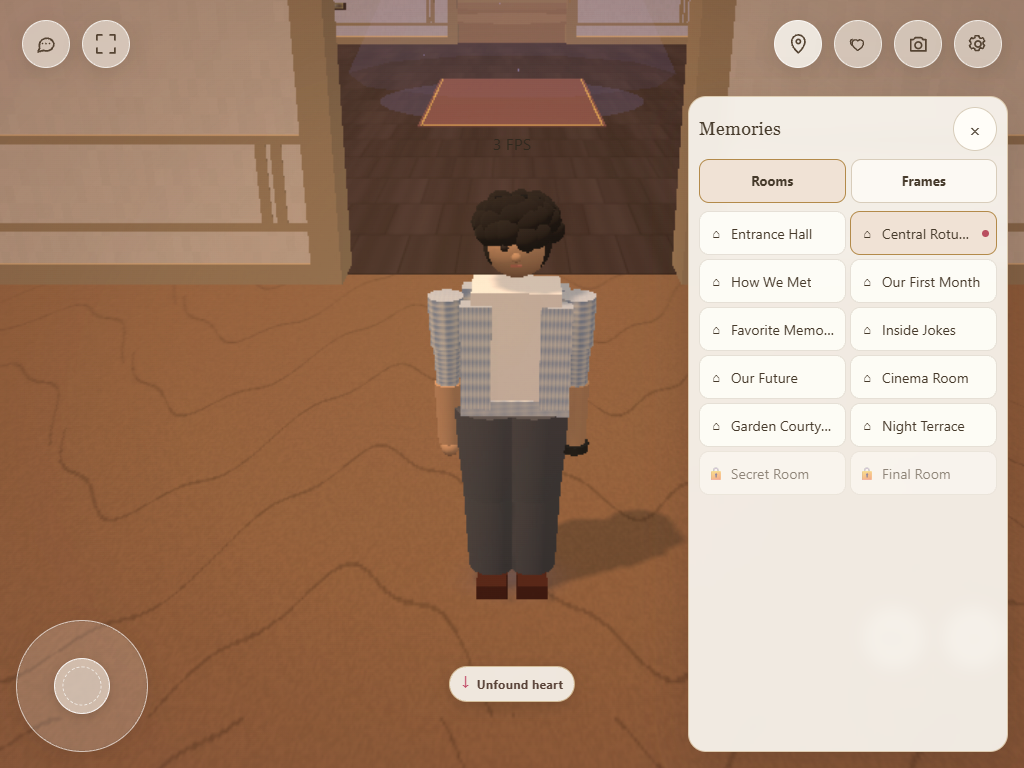 Memories
×
Rooms
Frames
Entrance Hall
Central Rotu...
How We Met
Our First Month
Favorite Memo...
Inside Jokes
Our Future
Cinema Room
Garden Courty...
Night Terrace
Secret Room
Final Room
3 FPS
Unfound heart